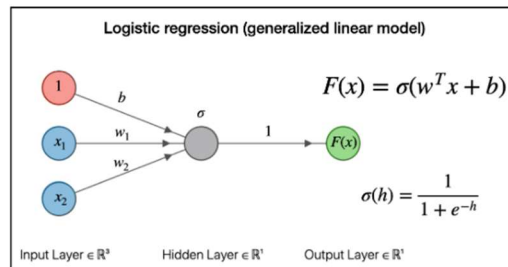 Logistic regression (generalized linear model)
1
b
σ
F(x) = σ(wᵀx + b)
x₁
w₁
1
F(x)
w₂
x₂
σ(h) = 1 / (1 + e⁻ʰ)
Input Layer ∈ ℝ³
Hidden Layer ∈ ℝ¹
Output Layer ∈ ℝ¹